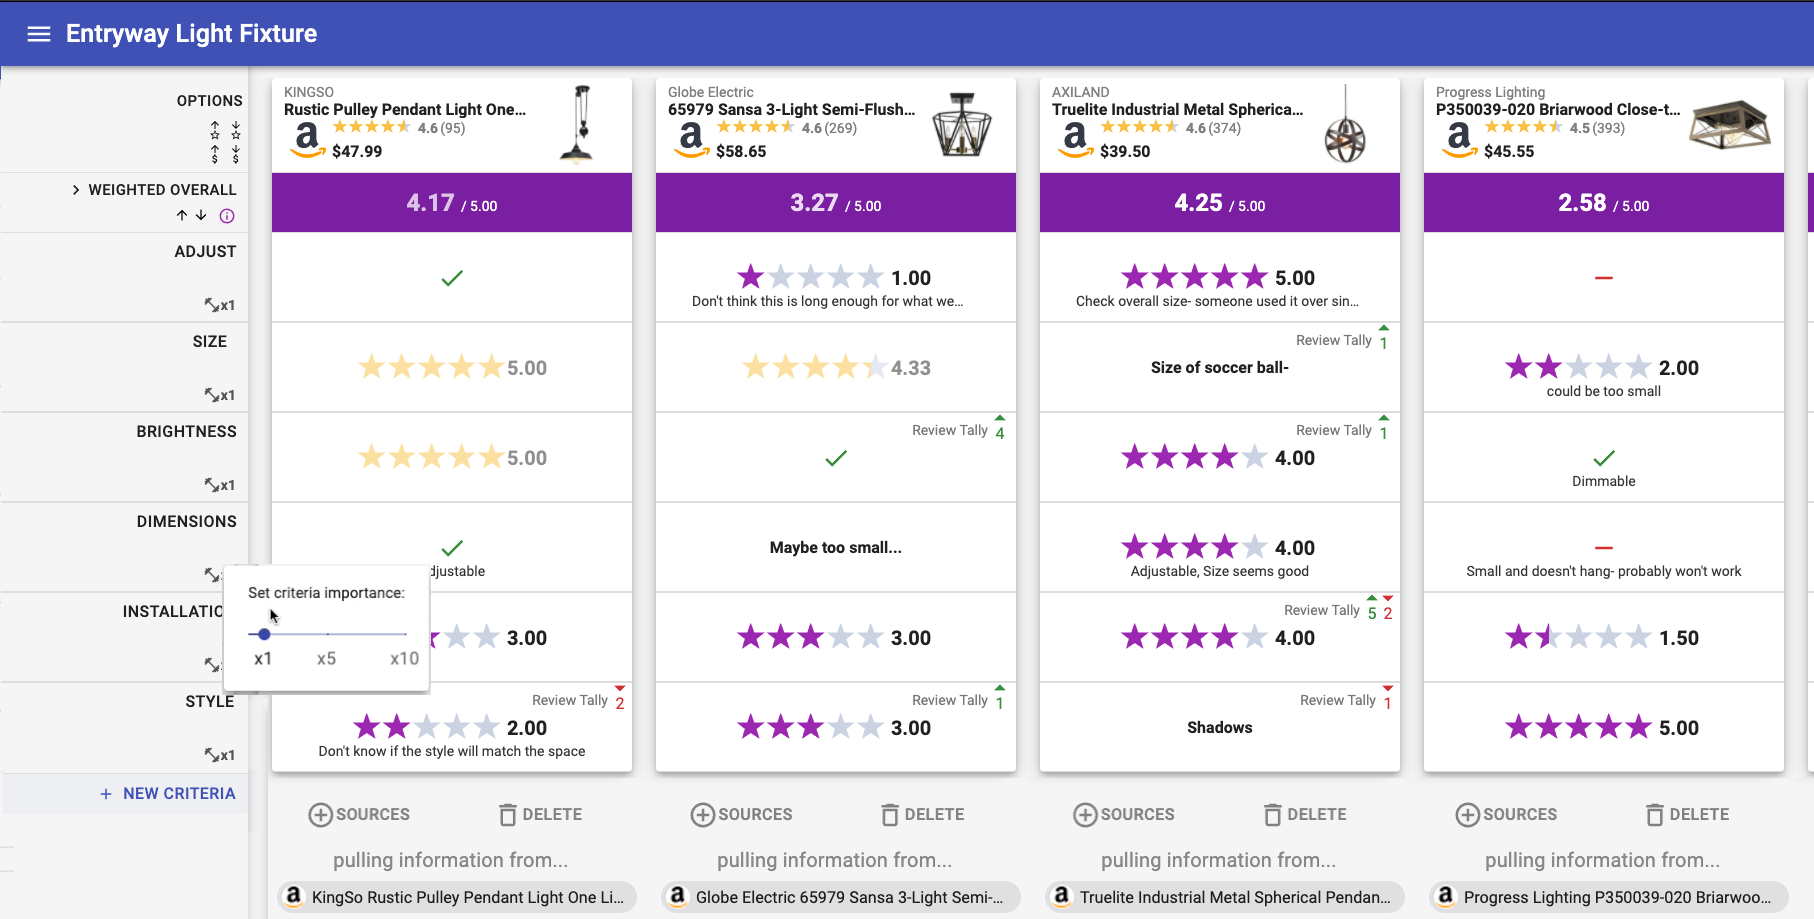 Entryway Light Fixture
OPTIONS
WEIGHTED OVERALL
ADJUST
x1
SIZE
x1
BRIGHTNESS
x1
DIMENSIONS
INSTALLATIO
STYLE
x1
+ NEW CRITERIA
Set criteria importance:
x1 x5 x10
KINGSO
Rustic Pulley Pendant Light One...
4.6 (95)
$47.99
4.17 / 5.00
5.00
5.00
djustable
3.00
Review Tally 2
2.00
Don't know if the style will match the space
SOURCES DELETE
pulling information from...
KingSo Rustic Pulley Pendant Light One Li...
Globe Electric
65979 Sansa 3-Light Semi-Flush...
4.6 (269)
$58.65
3.27 / 5.00
1.00
Don't think this is long enough for what we...
4.33
Review Tally 4
Maybe too small...
3.00
Review Tally 1
3.00
SOURCES DELETE
pulling information from...
Globe Electric 65979 Sansa 3-Light Semi-...
AXILAND
Truelite Industrial Metal Spherica...
4.6 (374)
$39.50
4.25 / 5.00
5.00
Check overall size- someone used it over sin...
Review Tally 1
Size of soccer ball-
Review Tally 1
4.00
4.00
Adjustable, Size seems good
Review Tally 5 2
4.00
Review Tally 1
Shadows
SOURCES DELETE
pulling information from...
Truelite Industrial Metal Spherical Pendan...
Progress Lighting
P350039-020 Briarwood Close-t...
4.5 (393)
$45.55
2.58 / 5.00
2.00
could be too small
Dimmable
Small and doesn't hang- probably won't work
1.50
5.00
SOURCES DELETE
pulling information from...
Progress Lighting P350039-020 Briarwoo...